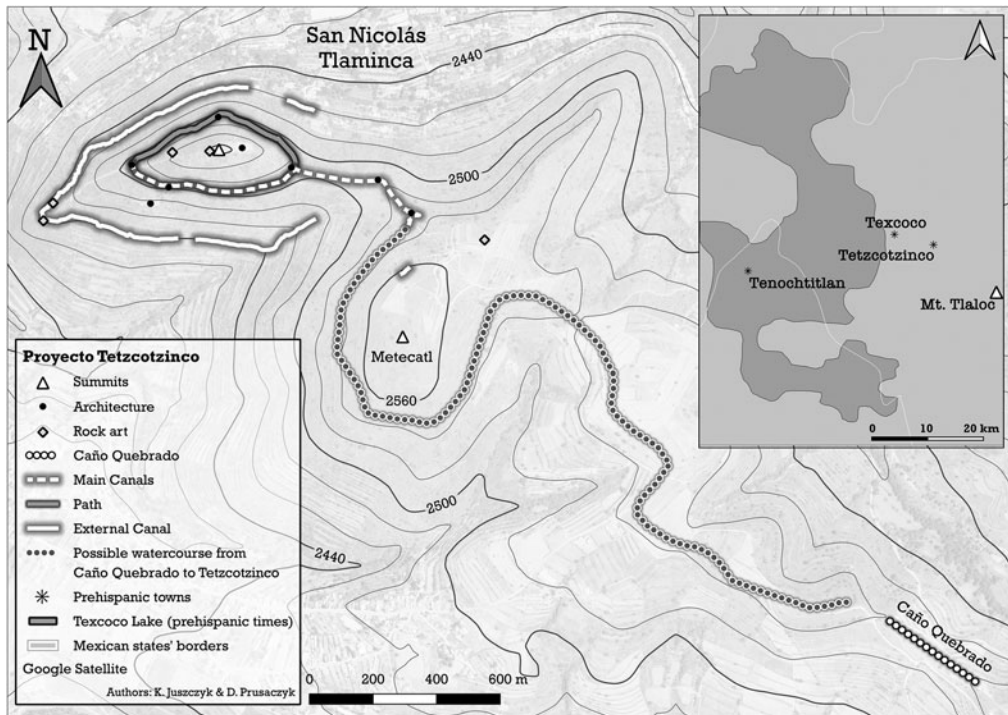 N
San Nicolás
Tlaminca
2440
2500
Metecatl
2560
2500
2440
Caño Quebrado
Texcoco
Tetzcotzinco
Tenochtitlan
Mt. Tlaloc
0 10 20 km
Proyecto Tetzcotzinco
Summits
Architecture
Rock art
Caño Quebrado
Main Canals
Path
External Canal
Possible watercourse from
Caño Quebrado to Tetzcotzinco
Prehispanic towns
Texcoco Lake (prehispanic times)
Mexican states' borders
Google Satellite
Authors: K. Juszczyk & D. Prusaczyk
0 200 400 600 m